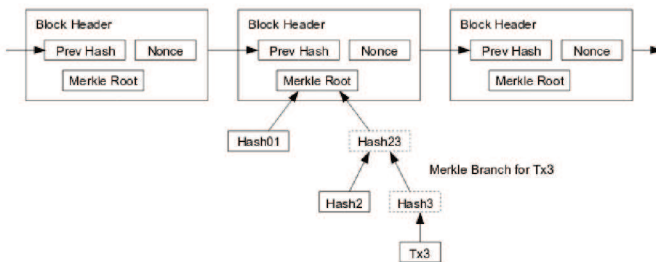 Block Header Block Header Block Header
Prev Hash Nonce Prev Hash Nonce Prev Hash Nonce
Merkle Root Merkle Root Merkle Root
Hash01 Hash23
Merkle Branch for Tx3
Hash2 Hash3
Tx3